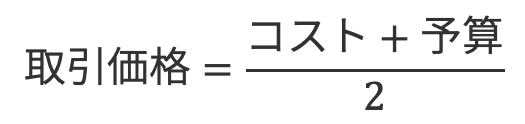 取引価格 = (コスト + 予算) / 2